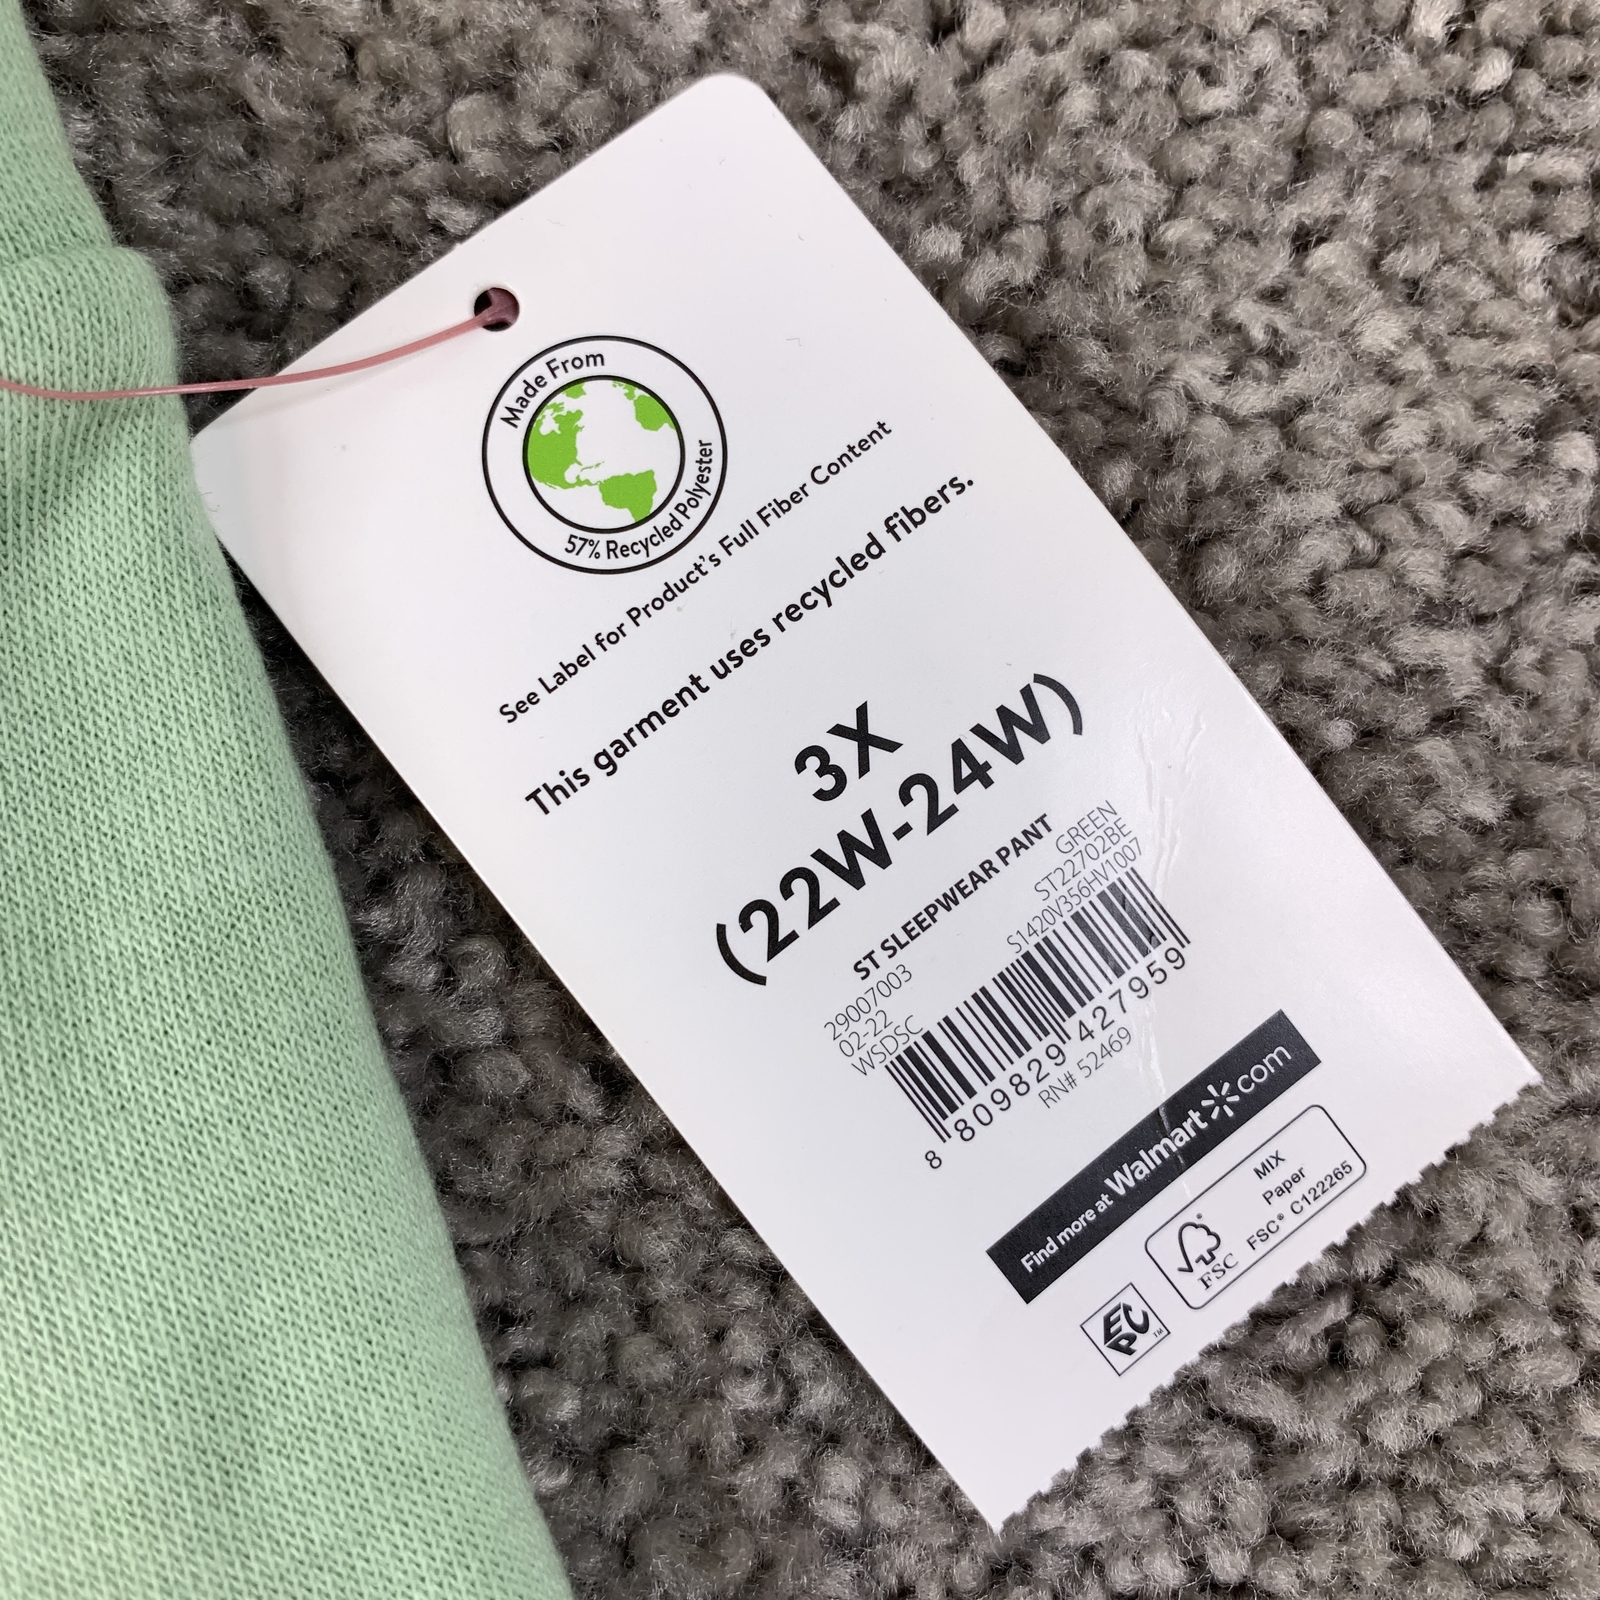 Made From
57% Recycled Polyester
See Label for Product's Full Fiber Content
This garment uses recycled fibers.
3X
(22W-24W)
ST SLEEPWEAR PANT
29007003 GREEN
02-22 ST22702BE
WSDSC S1420V356HV1007
8 809829 427959
RN# 52469
Find more at Walmart.com
FSC
MIX
Paper
FSC® C122265
EPC™